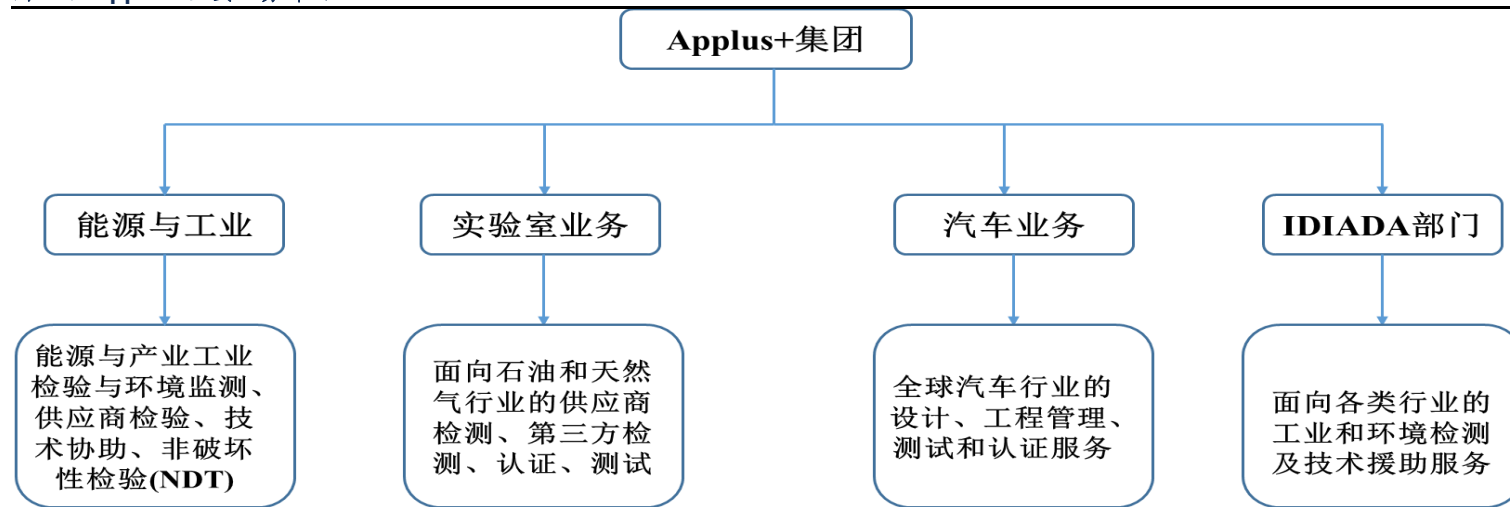 Applus+集团
能源与工业
实验室业务
汽车业务
IDIADA部门
能源与产业工业
检验与环境监测、
供应商检验、技
术协助、非破坏
性检验(NDT)
面向石油和天然
气行业的供应商
检测、第三方检
测、认证、测试
全球汽车行业的
设计、工程管理、
测试和认证服务
面向各类行业的
工业和环境检测
及技术援助服务